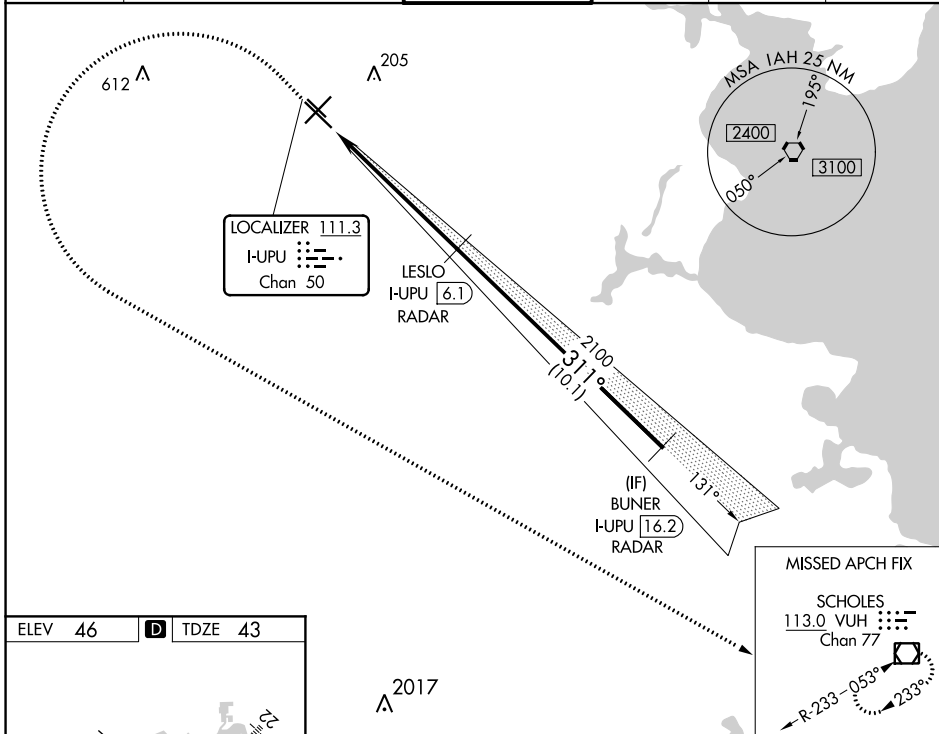 612
205
MSA IAH 25 NM
195°
2400
3100
050°
LOCALIZER 111.3
I-UPU
Chan 50
LESLO
I-UPU 6.1
RADAR
2100
311°
(10.1)
131°
(IF)
BUNER
I-UPU 16.2
RADAR
MISSED APCH FIX
SCHOLES
113.0 VUH
Chan 77
R-233
053°
233°
ELEV 46 D TDZE 43
2017
22